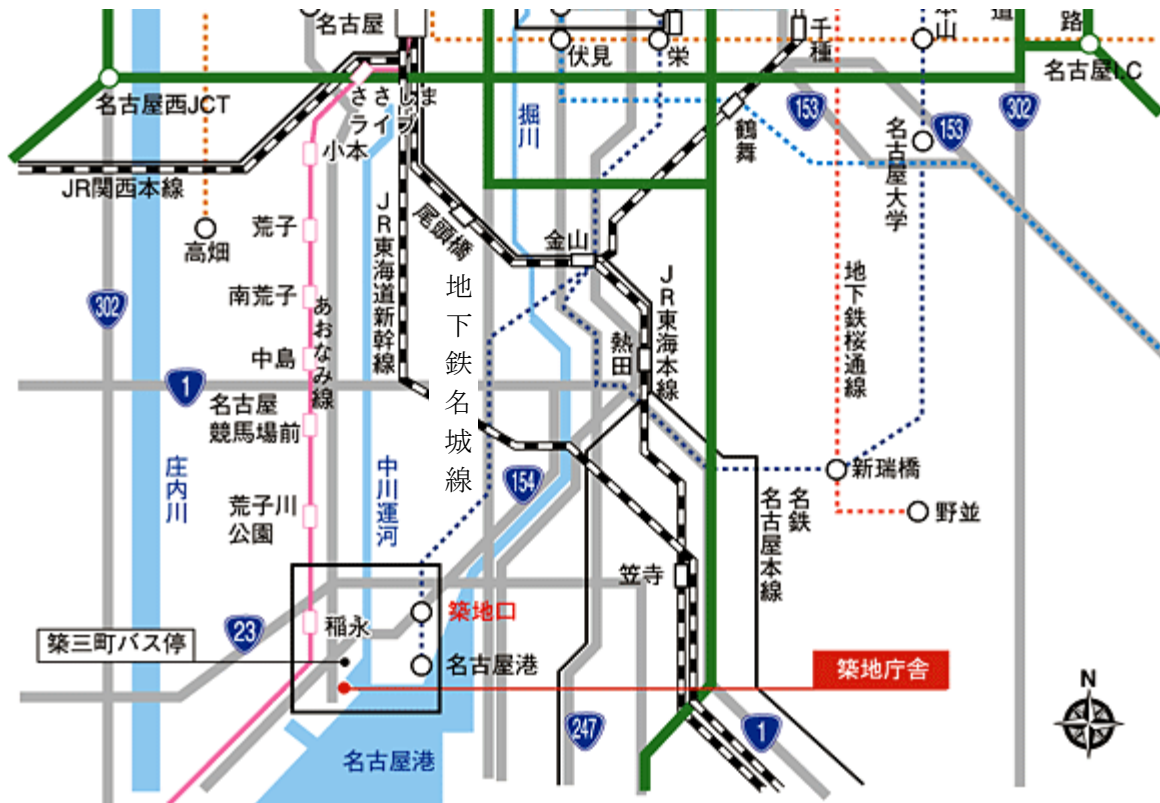 名古屋
伏見
栄
千種
本山
道
路
名古屋I.C
名古屋西JCT
ささしま
ライブ
小本
堀川
鶴舞
153
153
302
名古屋大学
JR関西本線
高畑
荒子
尾頭橋
金山
JR東海道新幹線
地下鉄名城線
302
南荒子
あおなみ線
中島
熱田
JR東海本線
地下鉄桜通線
1
名古屋
競馬場前
庄内川
中川運河
154
新瑞橋
野並
名鉄
名古屋本線
荒子川
公園
笠寺
23
稲永
築地口
築三町バス停
名古屋港
築地庁舎
N
247
1
名古屋港